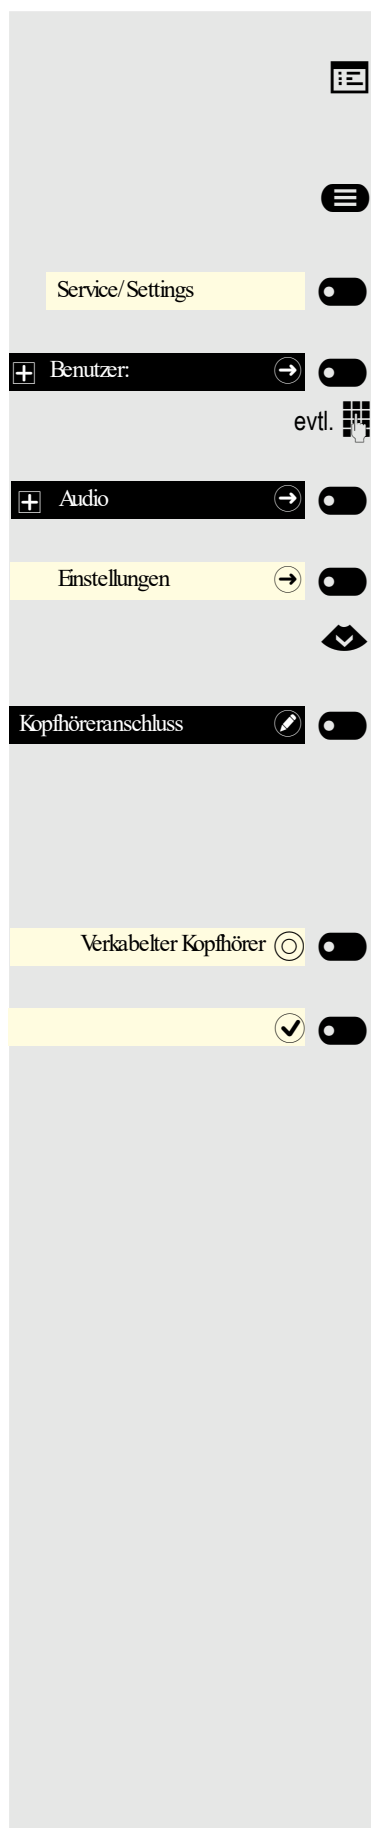 Service/Settings
Benutzer:
evtl.
Audio
Einstellungen
Kopfhöreranschluss
Verkabelter Kopfhörer